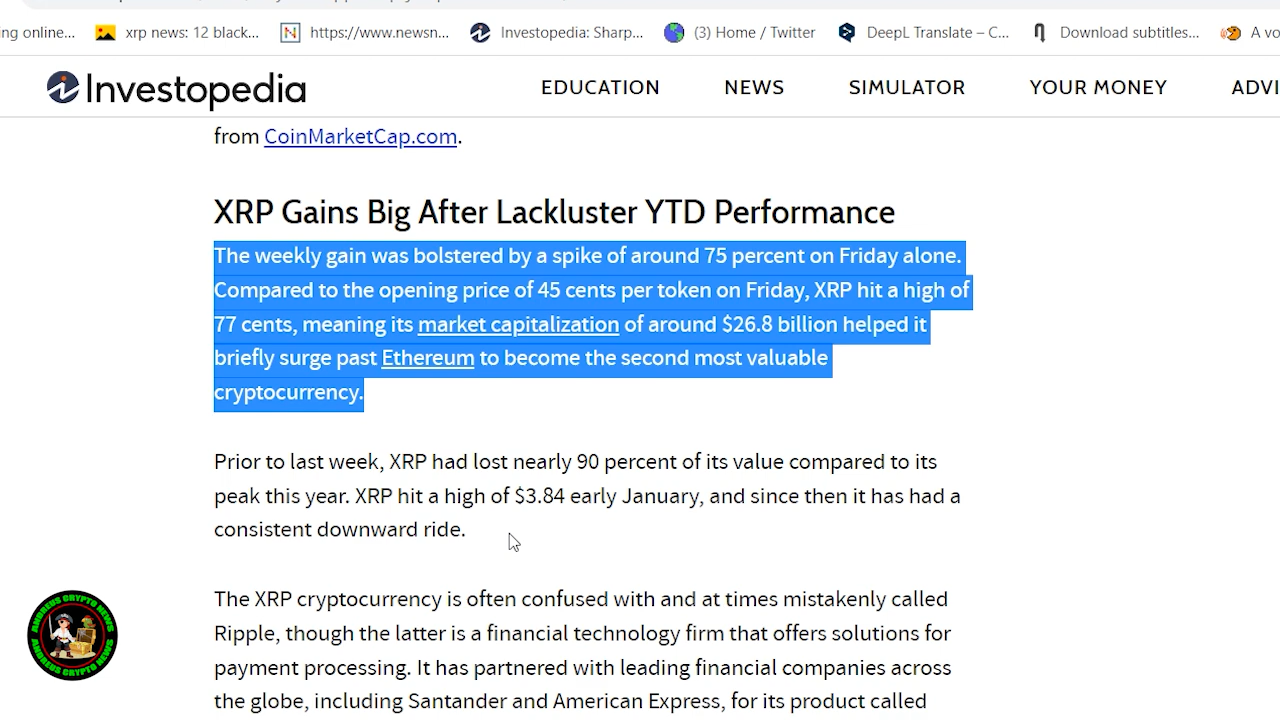 ing online...
xrp news: 12 black...
https://www.newsn...
Investopedia: Sharp...
(3) Home / Twitter
DeepL Translate – C...
Download subtitles...
A vo
Investopedia
EDUCATION
NEWS
SIMULATOR
YOUR MONEY
ADVI
from CoinMarketCap.com.
XRP Gains Big After Lackluster YTD Performance
The weekly gain was bolstered by a spike of around 75 percent on Friday alone.
Compared to the opening price of 45 cents per token on Friday, XRP hit a high of
77 cents, meaning its market capitalization of around $26.8 billion helped it
briefly surge past Ethereum to become the second most valuable
cryptocurrency.
Prior to last week, XRP had lost nearly 90 percent of its value compared to its
peak this year. XRP hit a high of $3.84 early January, and since then it has had a
consistent downward ride.
The XRP cryptocurrency is often confused with and at times mistakenly called
Ripple, though the latter is a financial technology firm that offers solutions for
payment processing. It has partnered with leading financial companies across
the globe, including Santander and American Express, for its product called
ANDREUS CRYPTO NEWS
ANDREUS CRYPTO NEWS